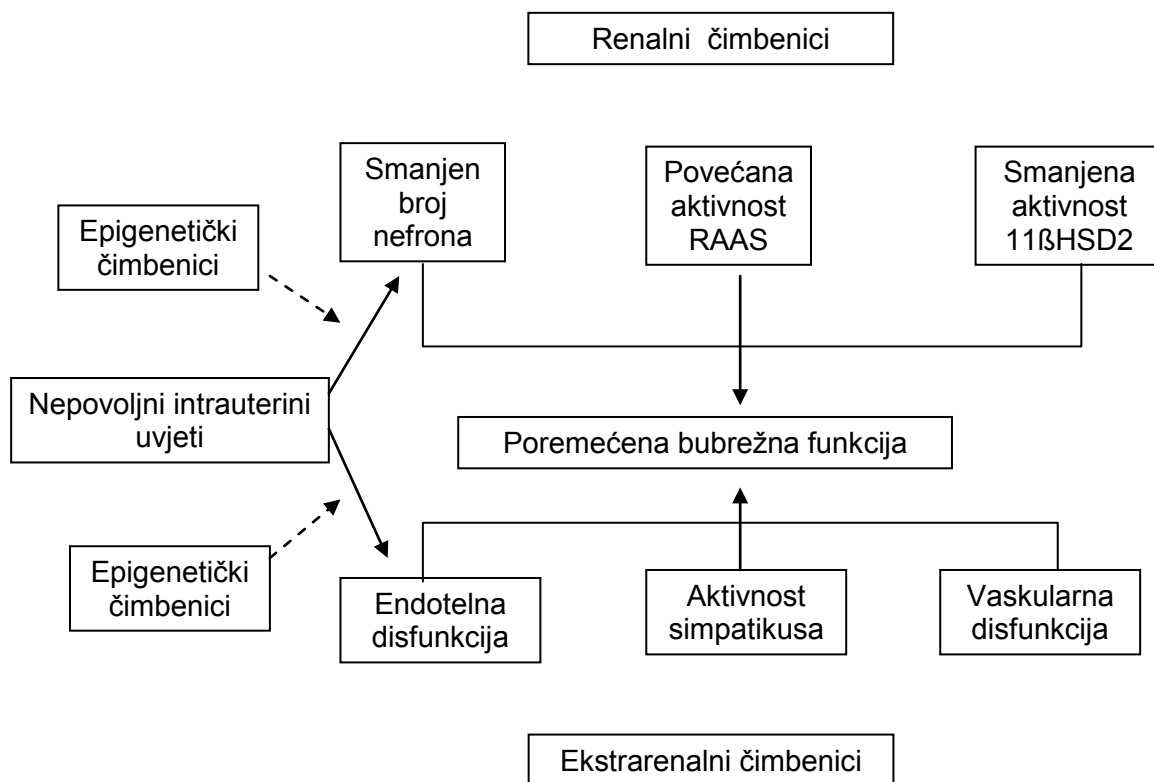 Renalni čimbenici
Smanjen
broj
nefrona
Povećana
aktivnost
RAAS
Smanjena
aktivnost
11ßHSD2
Epigenetički
čimbenici
Nepovoljni intrauterini
uvjeti
Poremećena bubrežna funkcija
Epigenetički
čimbenici
Endotelna
disfunkcija
Aktivnost
simpatikusa
Vaskularna
disfunkcija
Ekstrarenalni čimbenici